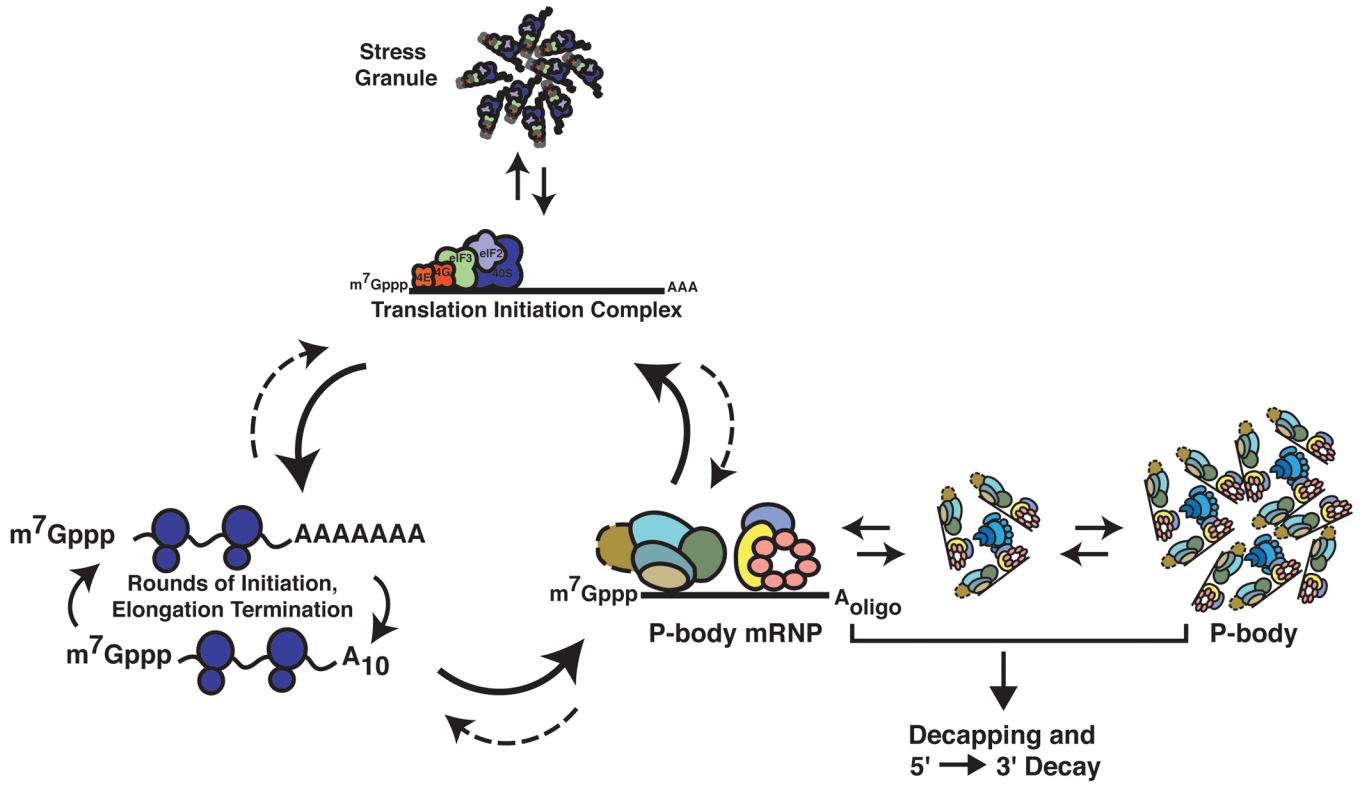 Stress
Granule
m7Gppp 4E 4G eIF3 eIF2 40S AAA
Translation Initiation Complex
m7Gppp AAAAAAA
Rounds of Initiation,
Elongation Termination
m7Gppp A10
m7Gppp Aoligo
P-body mRNP
P-body
Decapping and
5' → 3' Decay